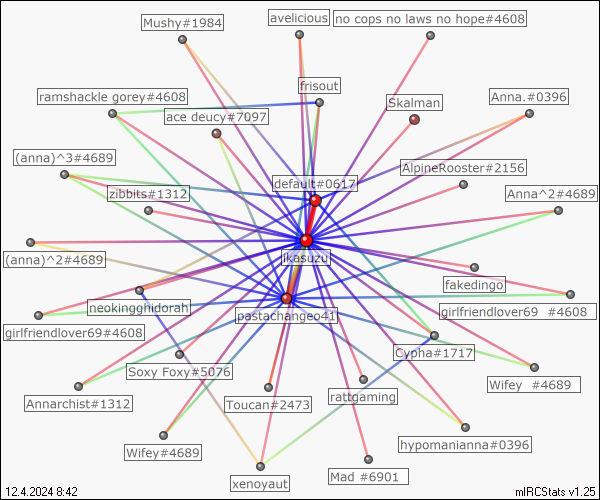 Mushy#1984
avelicious
no cops no laws no hope#4608
frisout
ramshackle gorey#4608
Skalman
Anna.#0396
ace deucy#7097
(anna)^3#4689
AlpineRooster#2156
default#0617
zibbits#1312
Anna^2#4689
(anna)^2#4689
ikasuzu
fakedingo
neokingghidorah
girlfriendlover69 #4608
pastachangeo41
girlfriendlover69#4608
Cypha#1717
Soxy Foxy#5076
Wifey #4689
rattgaming
Annarchist#1312
Toucan#2473
hypomanianna#0396
Wifey#4689
Mad #6901
xenoyaut
12.4.2024 8:42
mIRCStats v1.25